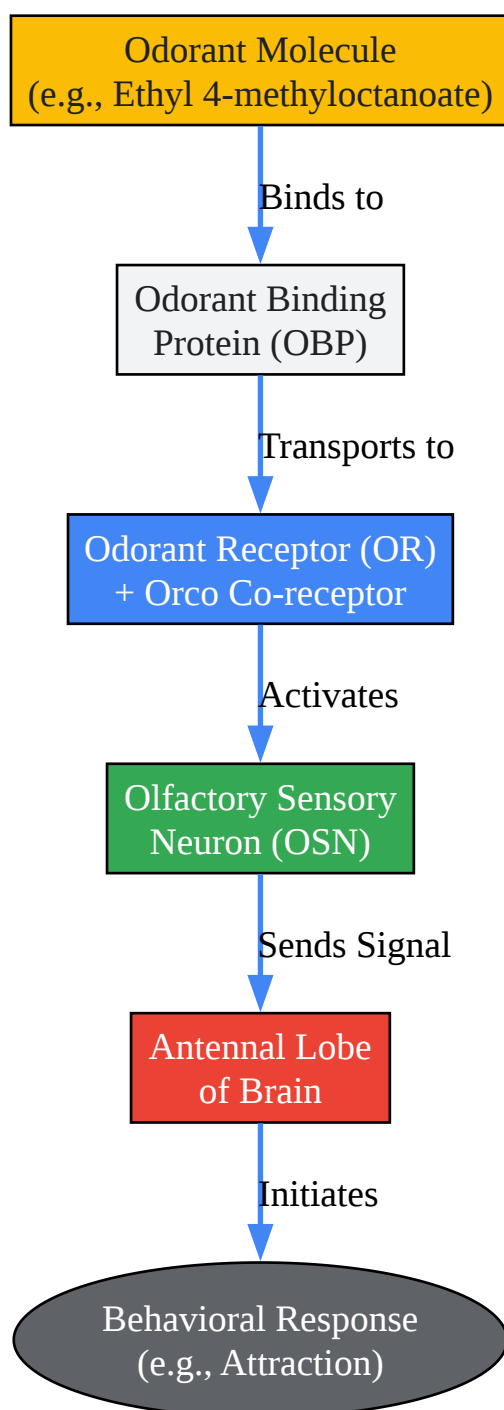 Odorant Molecule
(e.g., Ethyl 4-methyloctanoate)
Binds to
Odorant Binding
Protein (OBP)
Transports to
Odorant Receptor (OR)
+ Orco Co-receptor
Activates
Olfactory Sensory
Neuron (OSN)
Sends Signal
Antennal Lobe
of Brain
Initiates
Behavioral Response
(e.g., Attraction)